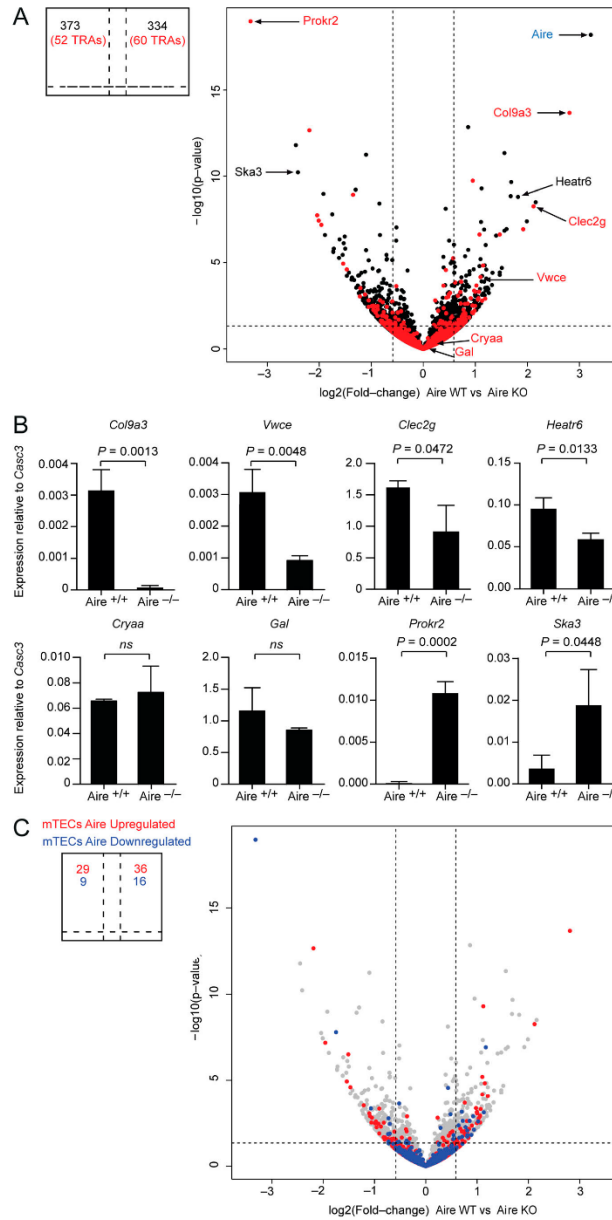 A
373
(52 TRAs)
334
(60 TRAs)
Prokr2
Aire
Col9a3
Ska3
Heatr6
Clec2g
Vwce
Cryaa
Gal
−log10(p–value)
15
10
5
0
−3 −2 −1 0 1 2 3
log2(Fold–change) Aire WT vs Aire KO
B
Expression relative to Casc3
Col9a3
P = 0.0013
0.004
0.003
0.002
0.001
0.000
Aire +/+ Aire –/–
Vwce
P = 0.0048
0.004
0.003
0.002
0.001
0.000
Aire +/+ Aire –/–
Clec2g
P = 0.0472
2.0
1.5
1.0
0.5
0.0
Aire +/+ Aire –/–
Heatr6
P = 0.0133
0.15
0.10
0.05
0.00
Aire +/+ Aire –/–
Expression relative to Casc3
Cryaa
ns
0.10
0.08
0.06
0.04
0.02
0.00
Aire +/+ Aire –/–
Gal
ns
2.0
1.5
1.0
0.5
0.0
Aire +/+ Aire –/–
Prokr2
P = 0.0002
0.015
0.010
0.005
0.000
Aire +/+ Aire –/–
Ska3
P = 0.0448
0.03
0.02
0.01
0.00
Aire +/+ Aire –/–
C
mTECs Aire Upregulated
mTECs Aire Downregulated
29
9
36
16
−log10(p−value)
15
10
5
0
−3 −2 −1 0 1 2 3
log2(Fold−change) Aire WT vs Aire KO